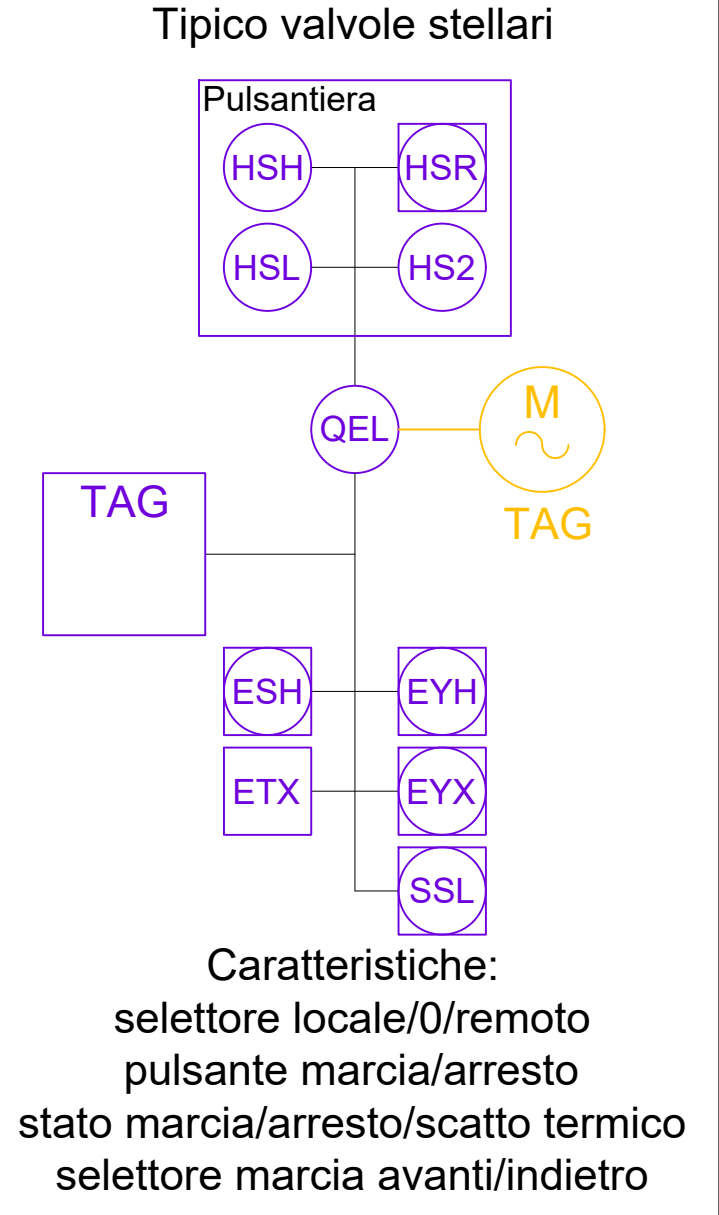 Tipico valvole stellari
Pulsantiera
HSH HSR
HSL HS2
QEL M
TAG TAG
ESH EYH
ETX EYX
SSL
Caratteristiche:
selettore locale/0/remoto
pulsante marcia/arresto
stato marcia/arresto/scatto termico
selettore marcia avanti/indietro